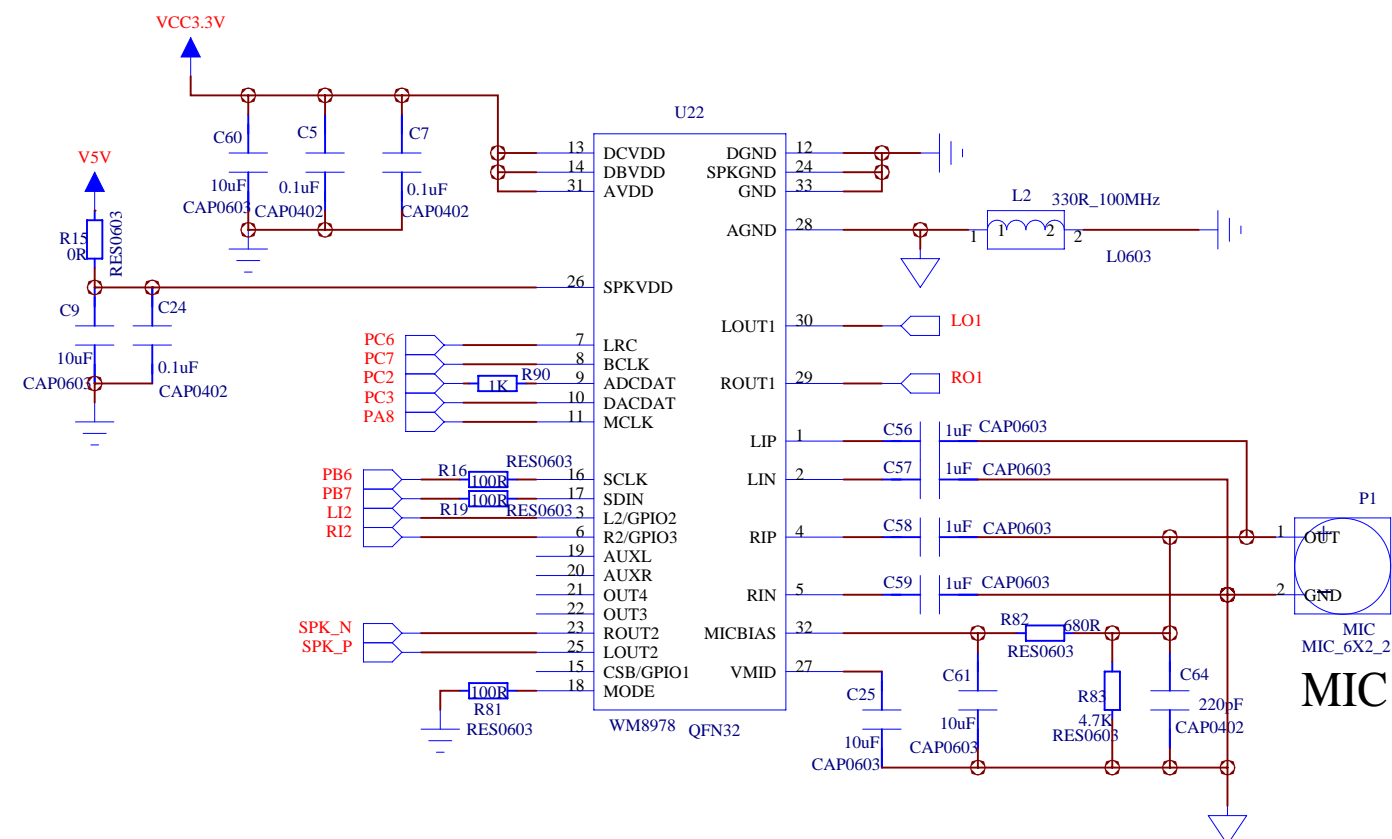 VCC3.3V
C60
C5
C7
10uF
CAP0603
0.1uF
CAP0402
0.1uF
CAP0402
V5V
R15
0R
RES0603
C9
C24
10uF
CAP0603
0.1uF
CAP0402
U22
13 DCVDD
14 DBVDD
31 AVDD
26 SPKVDD
PC6 7 LRC
PC7 8 BCLK
PC2 1K R90 9 ADCDAT
PC3 10 DACDAT
PA8 11 MCLK
PB6 R16 100R RES0603 16 SCLK
PB7 R19 100R RES0603 17 SDIN
LI2 3 L2/GPIO2
RI2 6 R2/GPIO3
19 AUXL
20 AUXR
21 OUT4
22 OUT3
SPK_N 23 ROUT2
SPK_P 25 LOUT2
15 CSB/GPIO1
100R 18 MODE
R81
RES0603
WM8978 QFN32
DGND 12
SPKGND 24
GND 33
AGND 28
L2 330R_100MHz
1 1 2 2
L0603
LOUT1 30 LO1
ROUT1 29 RO1
LIP 1 C56 1uF CAP0603
LIN 2 C57 1uF CAP0603
RIP 4 C58 1uF CAP0603
RIN 5 C59 1uF CAP0603
MICBIAS 32 R82 680R
RES0603
VMID 27
C25
10uF
CAP0603
C61
10uF
CAP0603
R83
4.7K
RES0603
C64
220pF
CAP0402
P1
1 OUT
+
2 GND
MIC
MIC_6X2_2
MIC